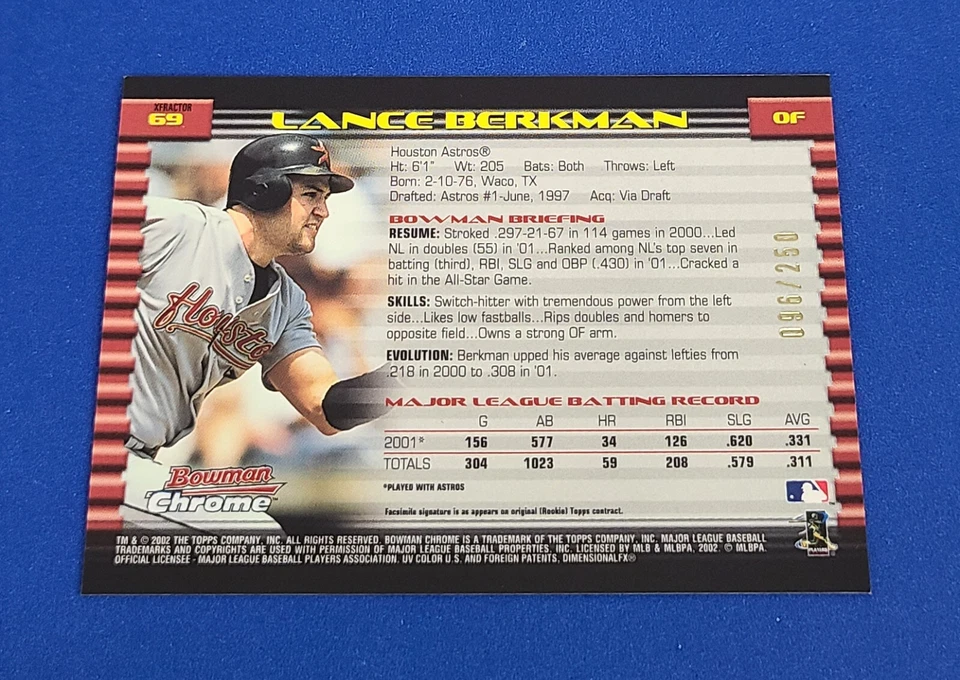 XFRACTOR
69
LANCE BERKMAN
OF
Houston Astros®
Ht: 6'1" Wt: 205 Bats: Both Throws: Left
Born: 2-10-76, Waco, TX
Drafted: Astros #1-June, 1997 Acq: Via Draft
BOWMAN BRIEFING
RESUME: Stroked .297-21-67 in 114 games in 2000...Led
NL in doubles (55) in '01...Ranked among NL's top seven in
batting (third), RBI, SLG and OBP (.430) in '01...Cracked a
hit in the All-Star Game.
SKILLS: Switch-hitter with tremendous power from the left
side...Likes low fastballs...Rips doubles and homers to
opposite field...Owns a strong OF arm.
EVOLUTION: Berkman upped his average against lefties from
.218 in 2000 to .308 in '01.
096/250
Houston
MAJOR LEAGUE BATTING RECORD
G AB HR RBI SLG AVG
2001* 156 577 34 126 .620 .331
TOTALS 304 1023 59 208 .579 .311
*PLAYED WITH ASTROS
Facsimile signature is as appears on original (Rookie) Topps contract.
Bowman
Chrome™
PLAYERS
TM & © 2002 THE TOPPS COMPANY, INC. ALL RIGHTS RESERVED. BOWMAN CHROME IS A TRADEMARK OF THE TOPPS COMPANY, INC. MAJOR LEAGUE BASEBALL
TRADEMARKS AND COPYRIGHTS ARE USED WITH PERMISSION OF MAJOR LEAGUE BASEBALL PROPERTIES, INC. LICENSED BY MLB & MLBPA, 2002 © MLBPA.
OFFICIAL LICENSEE - MAJOR LEAGUE BASEBALL PLAYERS ASSOCIATION. UV COLOR U.S. AND FOREIGN PATENTS, DIMENSIONALFX®